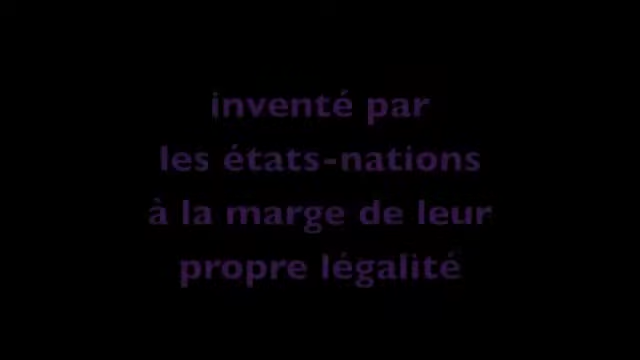 inventé par
les états-nations
à la marge de leur
propre légalité